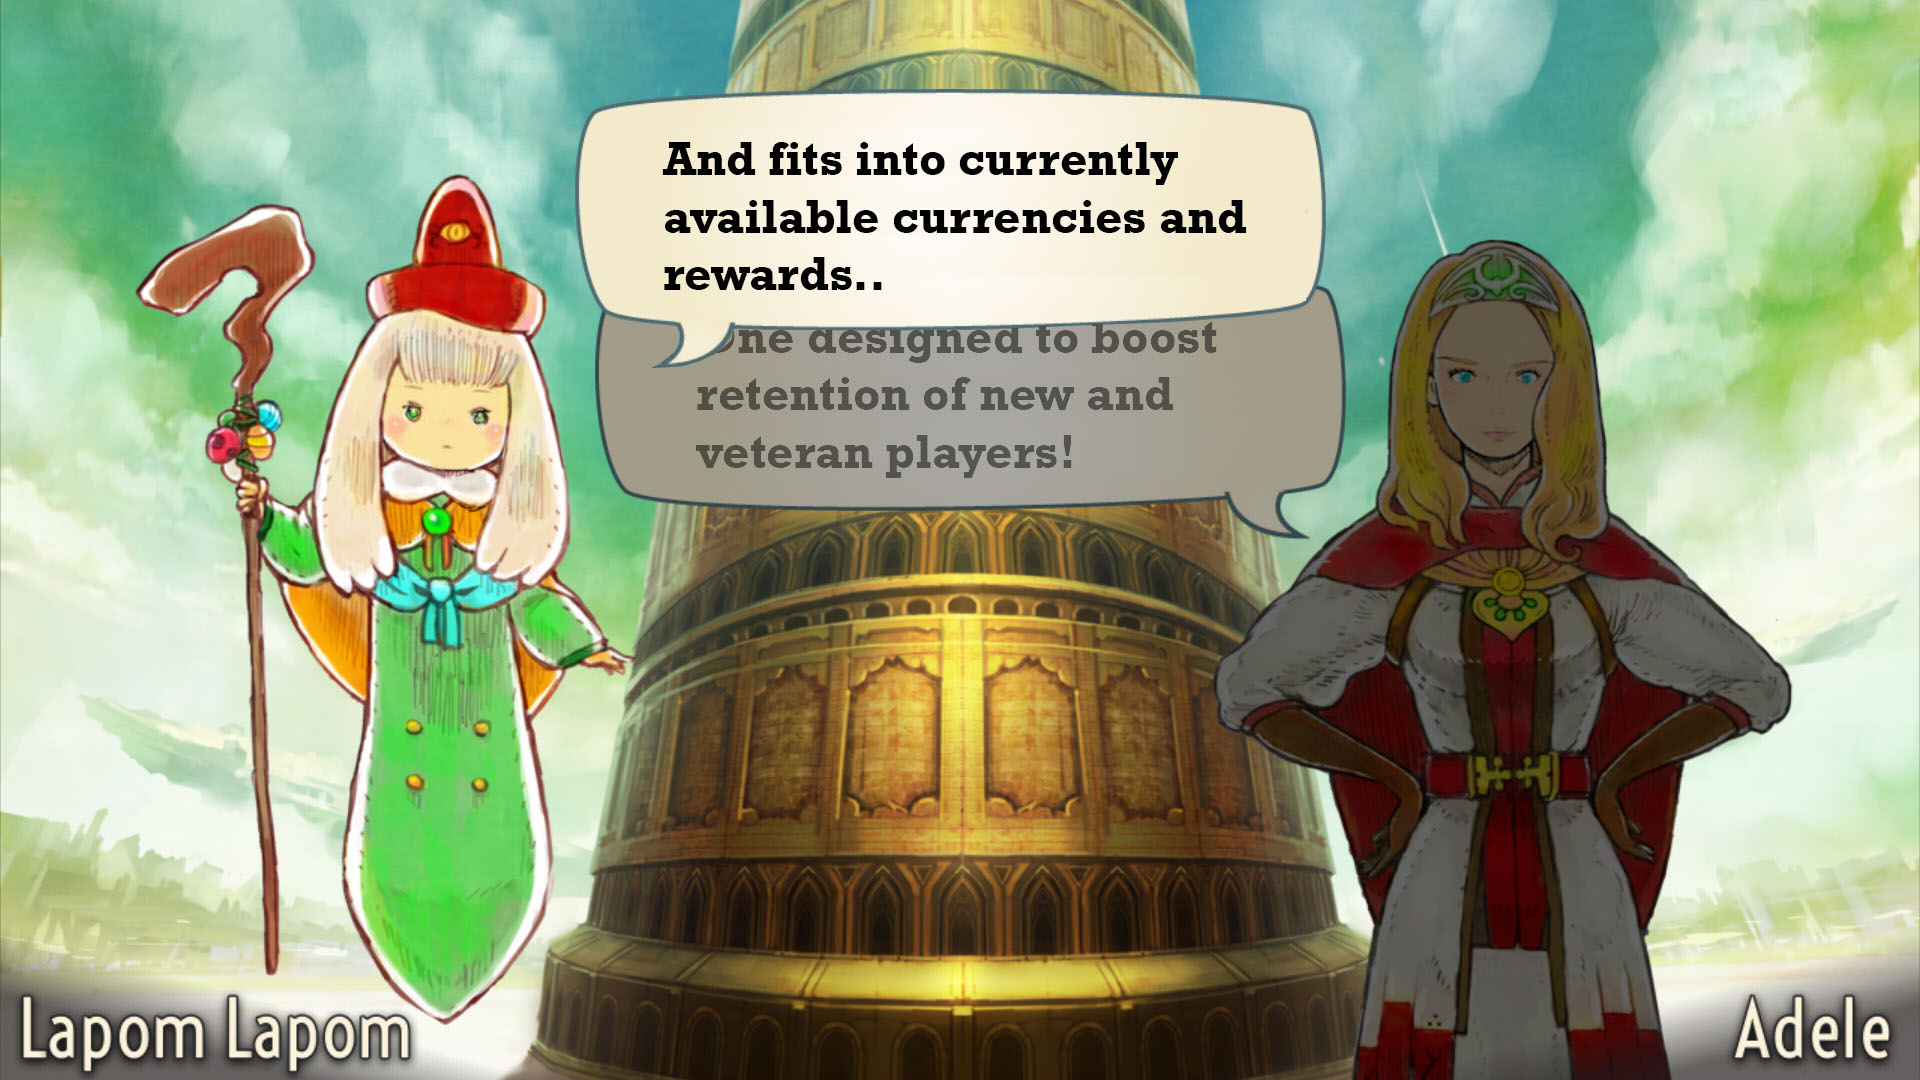 And fits into currently
available currencies and
rewards..
One designed to boost
retention of new and
veteran players!
Lapom Lapom
Adele